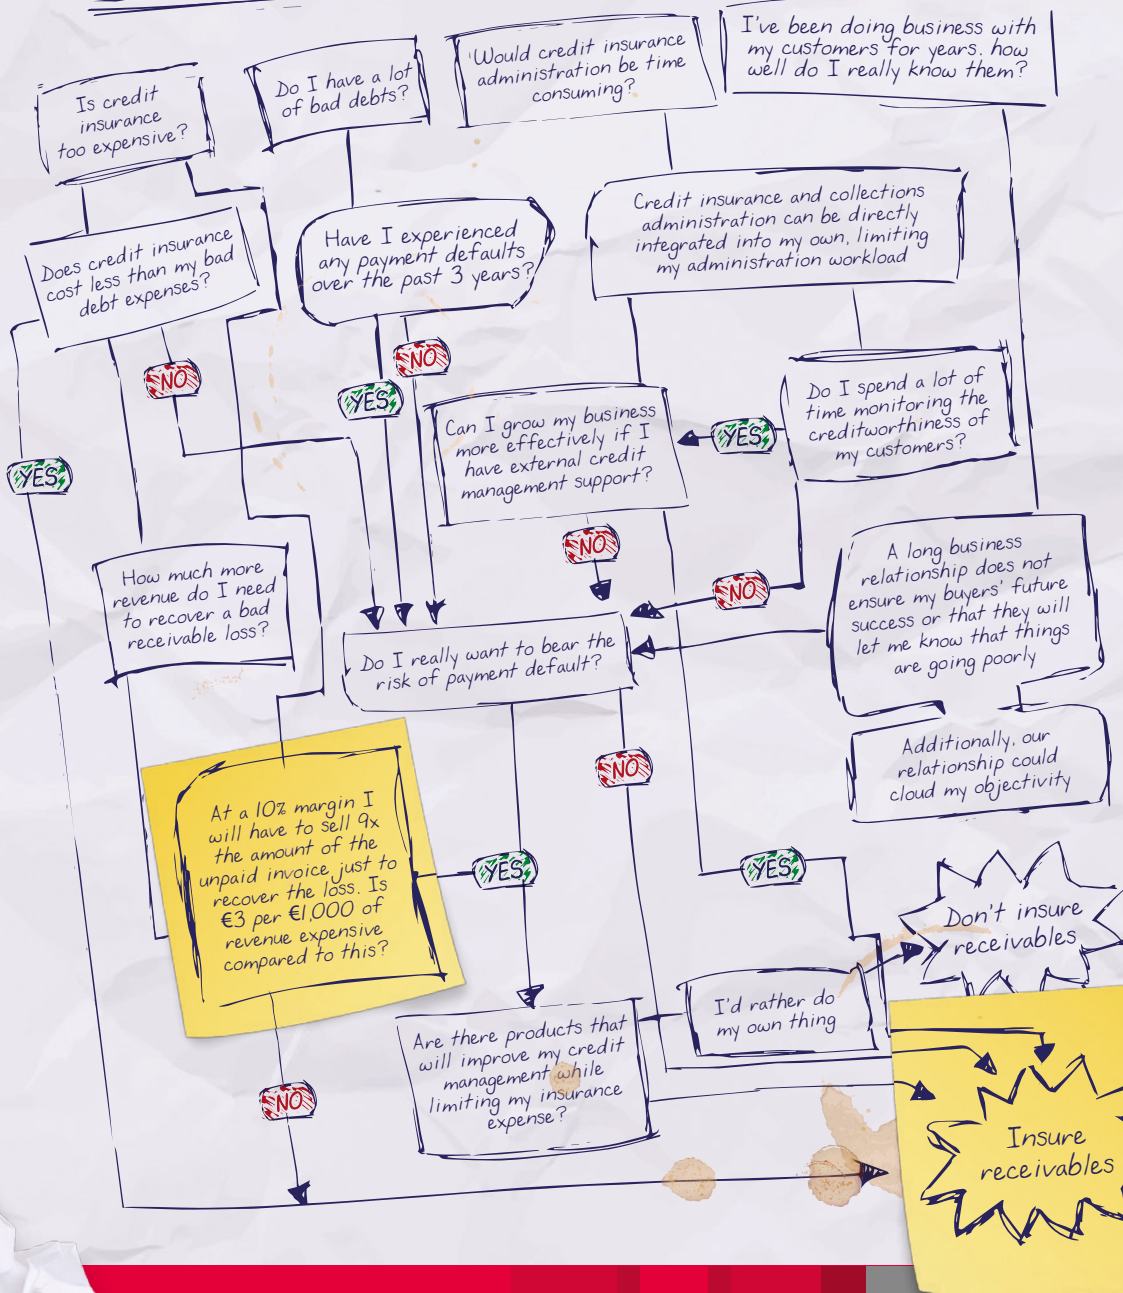 Is credit
insurance
too expensive?
Do I have a lot
of bad debts?
Would credit insurance
administration be time
consuming?
I've been doing business with
my customers for years. how
well do I really know them?
Does credit insurance
cost less than my bad
debt expenses?
Have I experienced
any payment defaults
over the past 3 years?
Credit insurance and collections
administration can be directly
integrated into my own, limiting
my administration workload
NO
NO
YES
YES
Can I grow my business
more effectively if I
have external credit
management support?
YES
Do I spend a lot of
time monitoring the
creditworthiness of
my customers?
NO
NO
How much more
revenue do I need
to recover a bad
receivable loss?
Do I really want to bear the
risk of payment default?
A long business
relationship does not
ensure my buyers' future
success or that they will
let me know that things
are going poorly
Additionally, our
relationship could
cloud my objectivity
NO
At a 10% margin I
will have to sell 9x
the amount of the
unpaid invoice just to
recover the loss. Is
€3 per €1,000 of
revenue expensive
compared to this?
YES
YES
Don't insure
receivables
I'd rather do
my own thing
Are there products that
will improve my credit
management while
limiting my insurance
expense?
NO
Insure
receivables